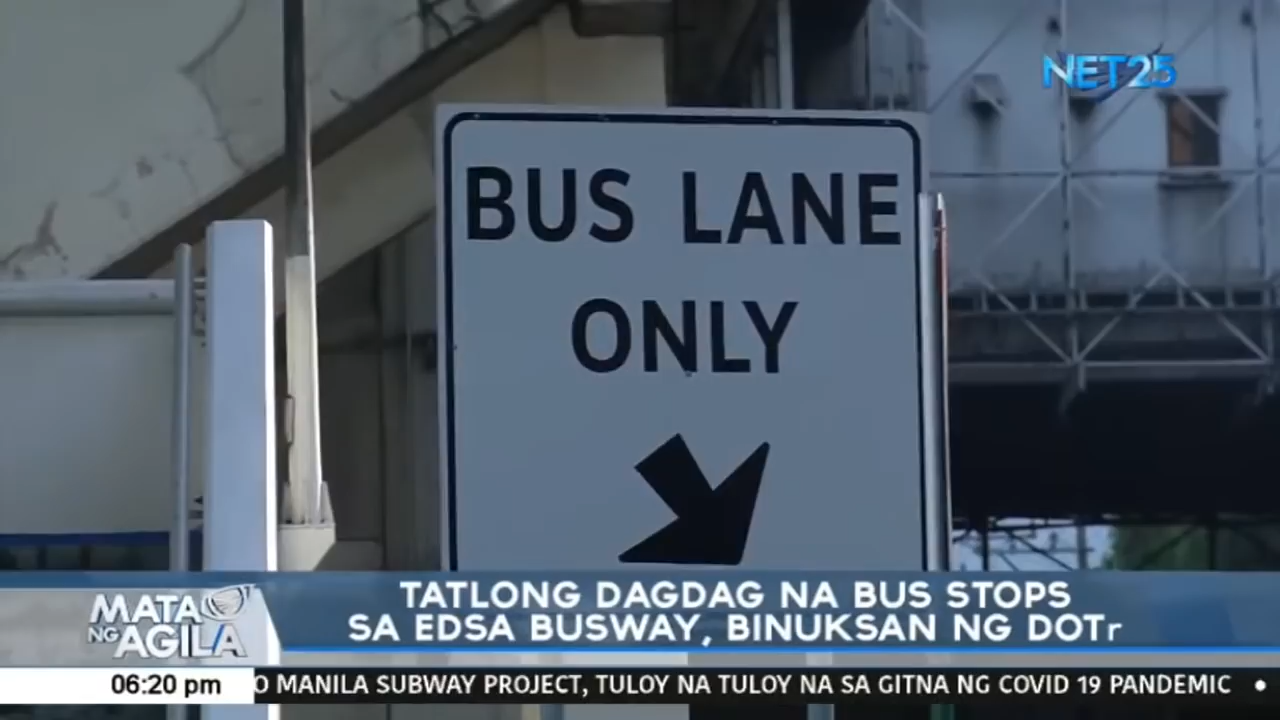 NET25
BUS LANE
ONLY
TATLONG DAGDAG NA BUS STOPS
SA EDSA BUSWAY, BINUKSAN NG DOTr
MATA
NG AGILA
06:20 pm
O MANILA SUBWAY PROJECT, TULOY NA TULOY NA SA GITNA NG COVID 19 PANDEMIC •